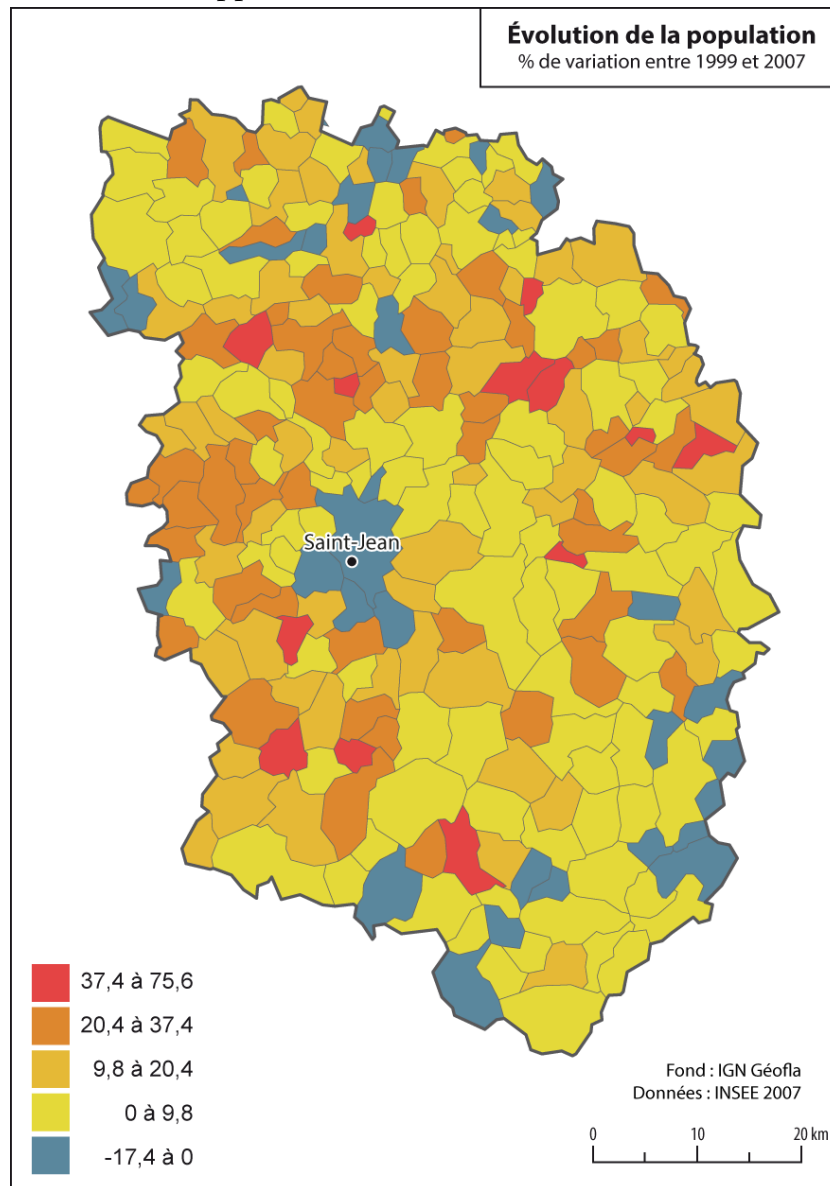 Évolution de la population
% de variation entre 1999 et 2007
Saint-Jean
37,4 à 75,6
20,4 à 37,4
9,8 à 20,4
0 à 9,8
-17,4 à 0
Fond : IGN Géofla
Données : INSEE 2007
0 10 20 km